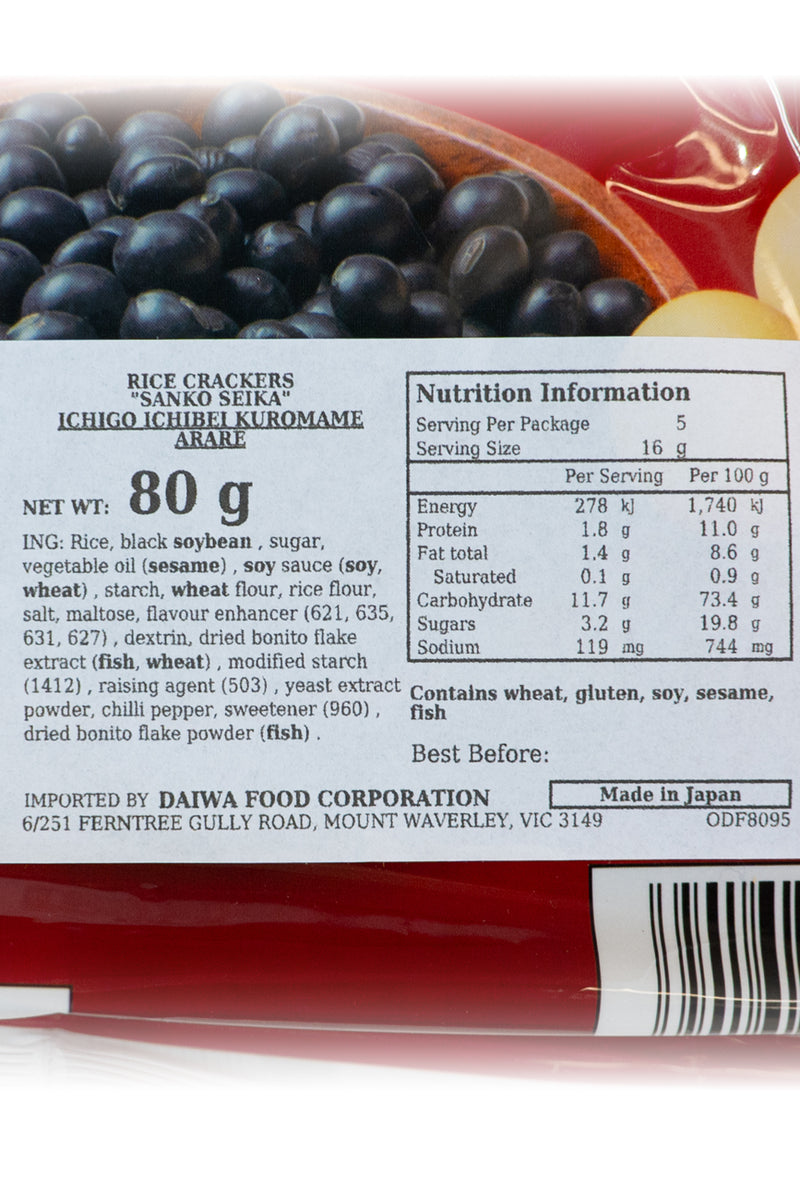 RICE CRACKERS
"SANKO SEIKA"
ICHIGO ICHIBEI KUROMAME
ARARE
NET WT: 80 g
ING: Rice, black soybean , sugar,
vegetable oil (sesame) , soy sauce (soy,
wheat) , starch, wheat flour, rice flour,
salt, maltose, flavour enhancer (621, 635,
631, 627) , dextrin, dried bonito flake
extract (fish, wheat) , modified starch
(1412) , raising agent (503) , yeast extract
powder, chilli pepper, sweetener (960) ,
dried bonito flake powder (fish) .
Nutrition Information
Serving Per Package 5
Serving Size 16 g
Per Serving Per 100 g
Energy 278 kJ 1,740 kJ
Protein 1.8 g 11.0 g
Fat total 1.4 g 8.6 g
Saturated 0.1 g 0.9 g
Carbohydrate 11.7 g 73.4 g
Sugars 3.2 g 19.8 g
Sodium 119 mg 744 mg
Contains wheat, gluten, soy, sesame,
fish
Best Before:
IMPORTED BY DAIWA FOOD CORPORATION
Made in Japan
6/251 FERNTREE GULLY ROAD, MOUNT WAVERLEY, VIC 3149
ODF8095